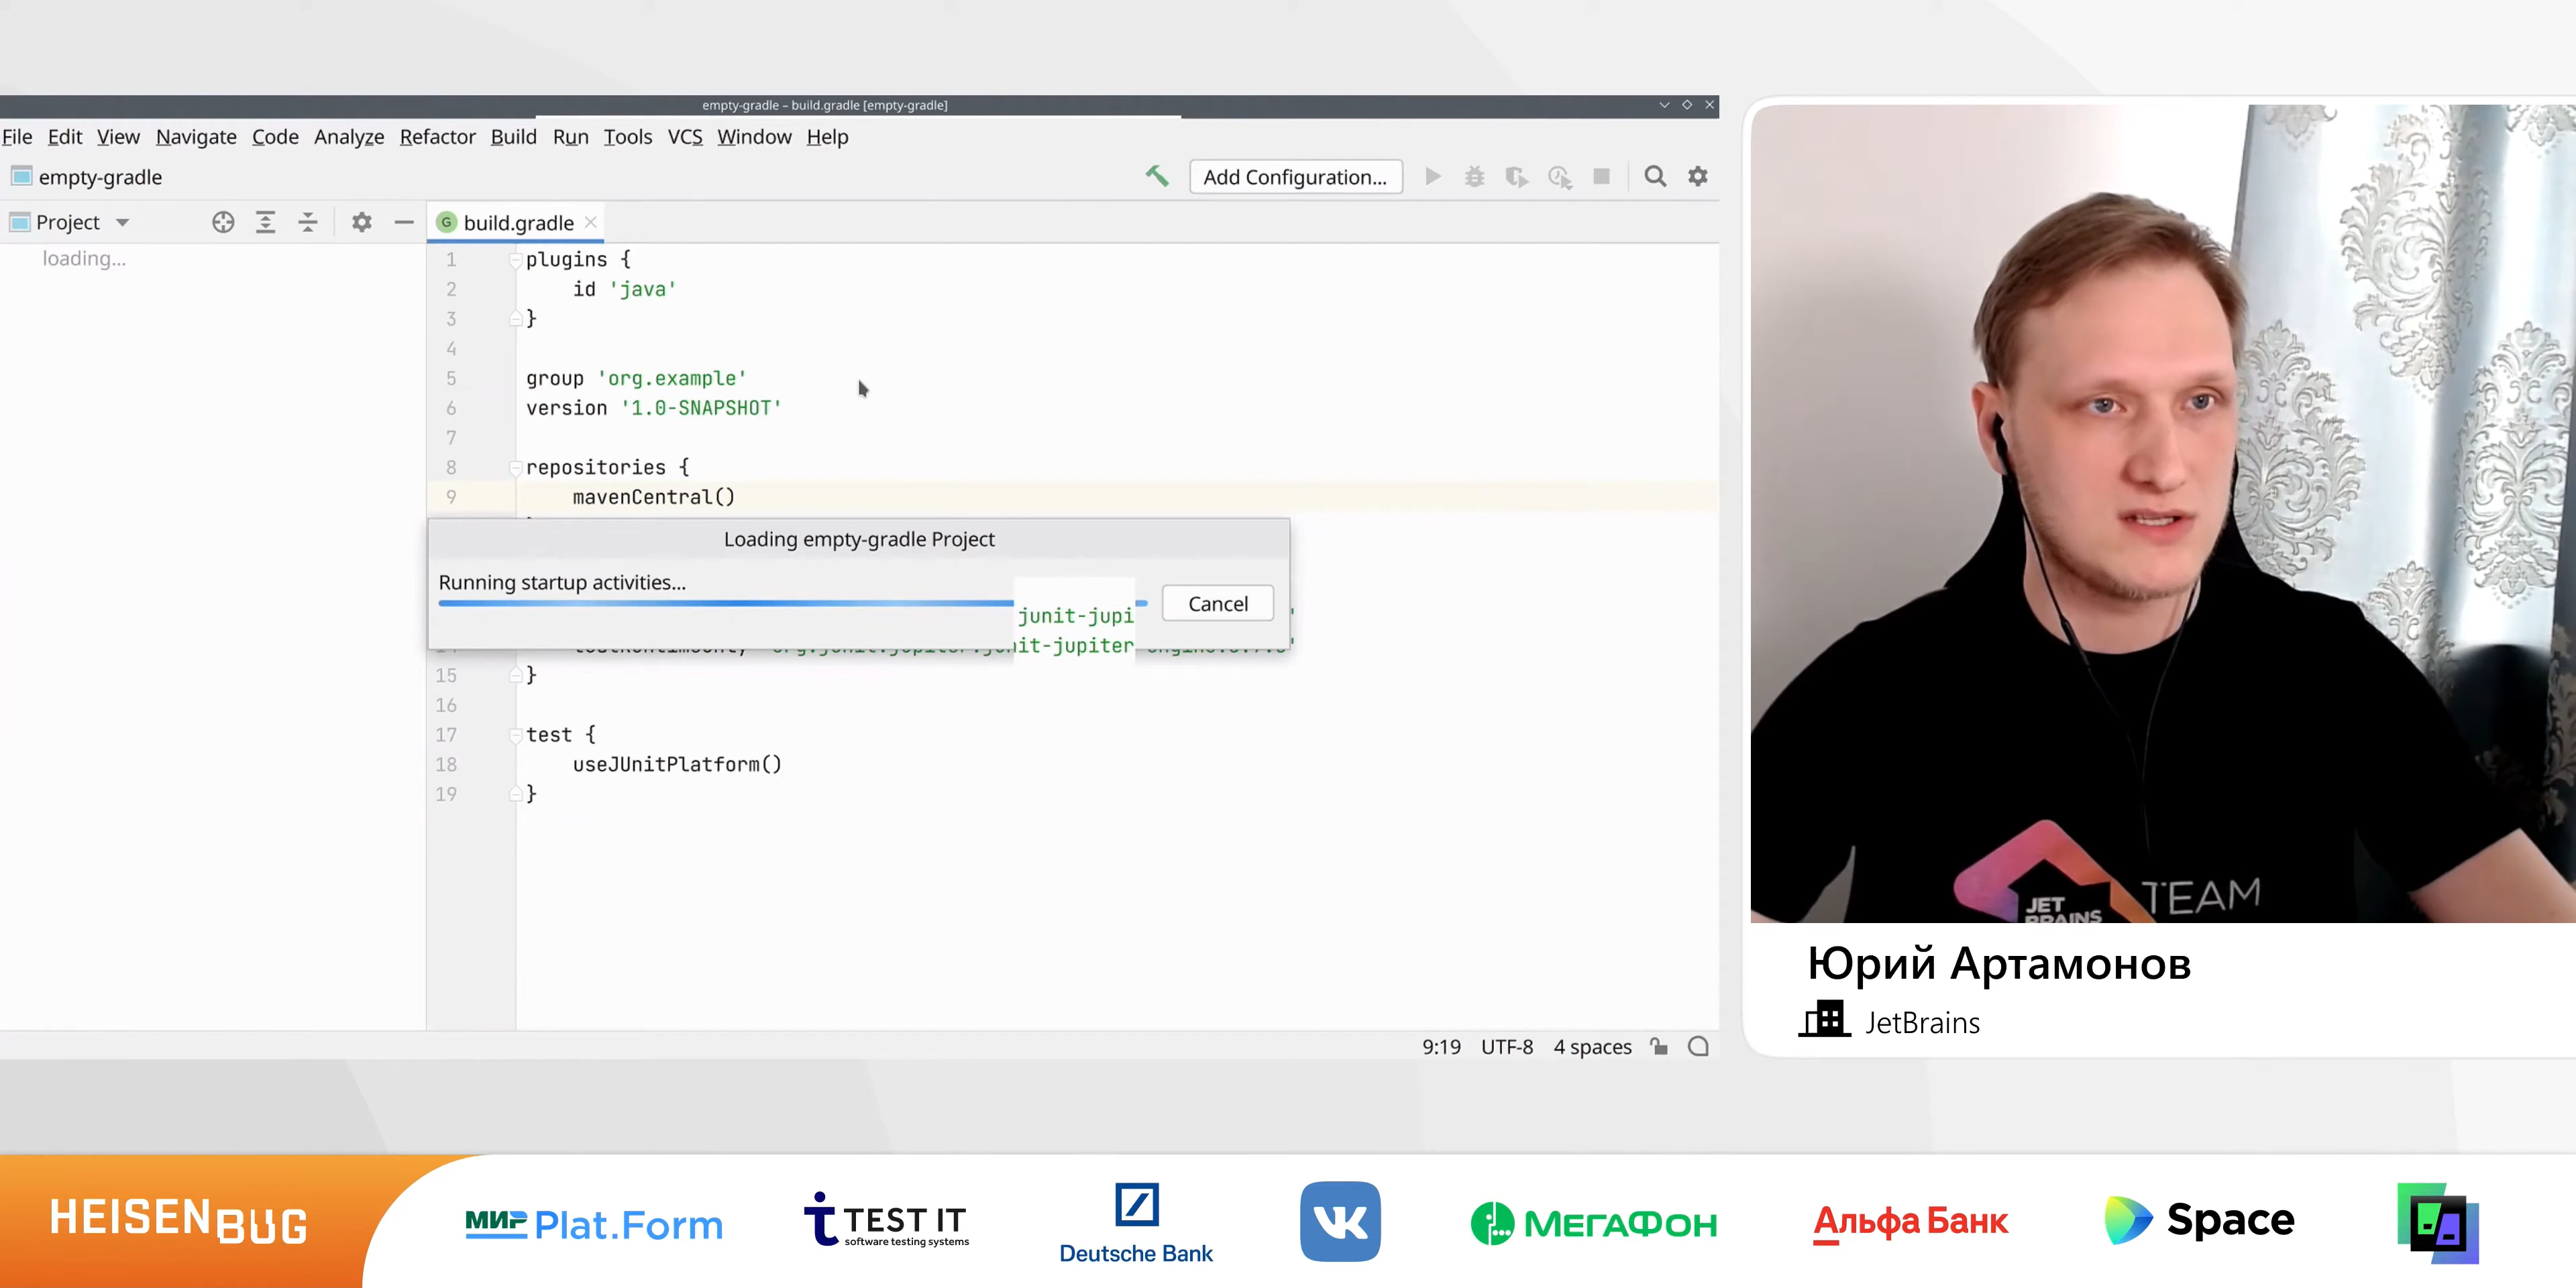 empty-gradle – build.gradle [empty-gradle]
File Edit View Navigate Code Analyze Refactor Build Run Tools VCS Window Help
empty-gradle
Add Configuration...
Project
build.gradle
loading...
1 plugins {
2 id 'java'
3 }
4
5 group 'org.example'
6 version '1.0-SNAPSHOT'
7
8 repositories {
9 mavenCentral()
Loading empty-gradle Project
Running startup activities...
Cancel
junit-jupi
nit-jupiter
15 }
16
17 test {
18 useJUnitPlatform()
19 }
9:19 UTF-8 4 spaces
JET
BRAINS
TEAM
Юрий Артамонов
JetBrains
HEISENBUG
МИР Plat.Form
TEST IT
software testing systems
Deutsche Bank
VK
МЕГАФОН
Альфа Банк
Space